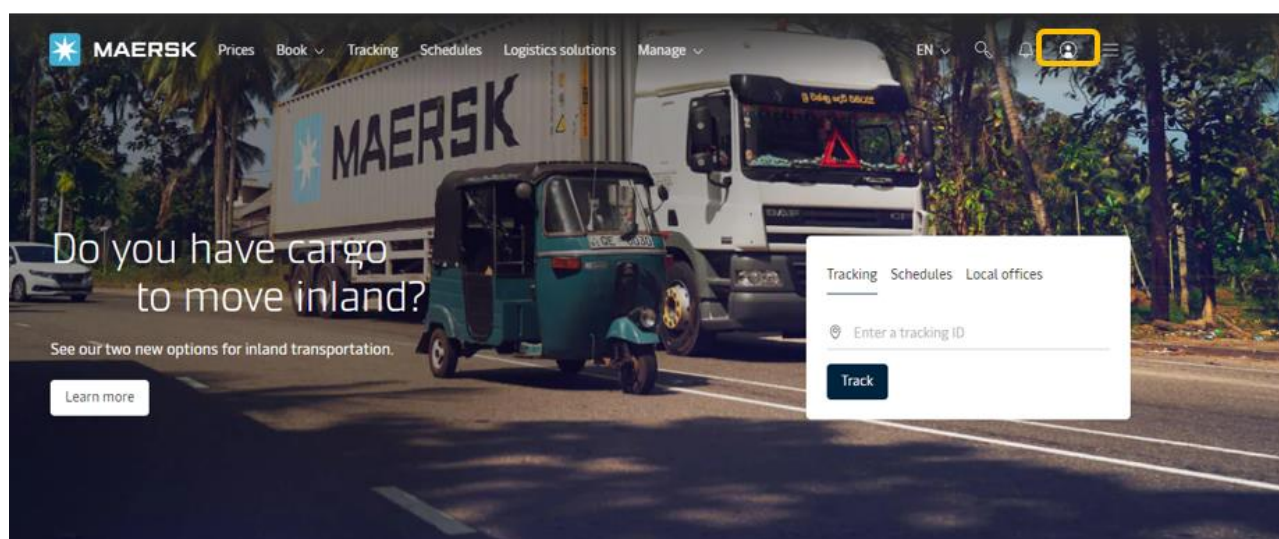 MAERSK Prices Book Tracking Schedules Logistics solutions Manage EN
MAERSK
Do you have cargo
to move inland?
See our two new options for inland transportation.
Learn more
Tracking Schedules Local offices
Enter a tracking ID
Track